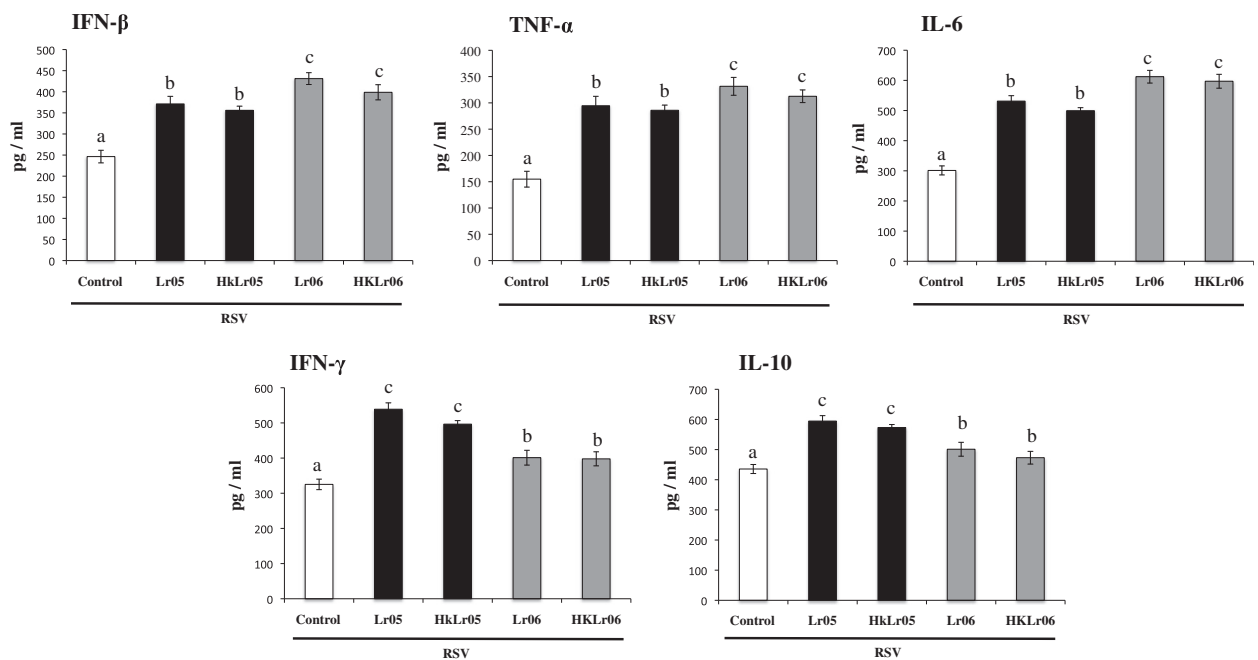 IFN-β
pg / ml
500
450
400
350
300
250
200
150
100
50
0
a
b
b
c
c
Control Lr05 HkLr05 Lr06 HKLr06
RSV
TNF-α
pg / ml
400
350
300
250
200
150
100
50
0
a
b
b
c
c
Control Lr05 HkLr05 Lr06 HKLr06
RSV
IL-6
pg / ml
700
600
500
400
300
200
100
0
a
b
b
c
c
Control Lr05 HkLr05 Lr06 HKLr06
RSV
IFN-γ
pg / ml
600
500
400
300
200
100
0
a
c
c
b
b
Control Lr05 HkLr05 Lr06 HKLr06
RSV
IL-10
pg / ml
700
600
500
400
300
200
100
0
a
c
c
b
b
Control Lr05 HkLr05 Lr06 HKLr06
RSV